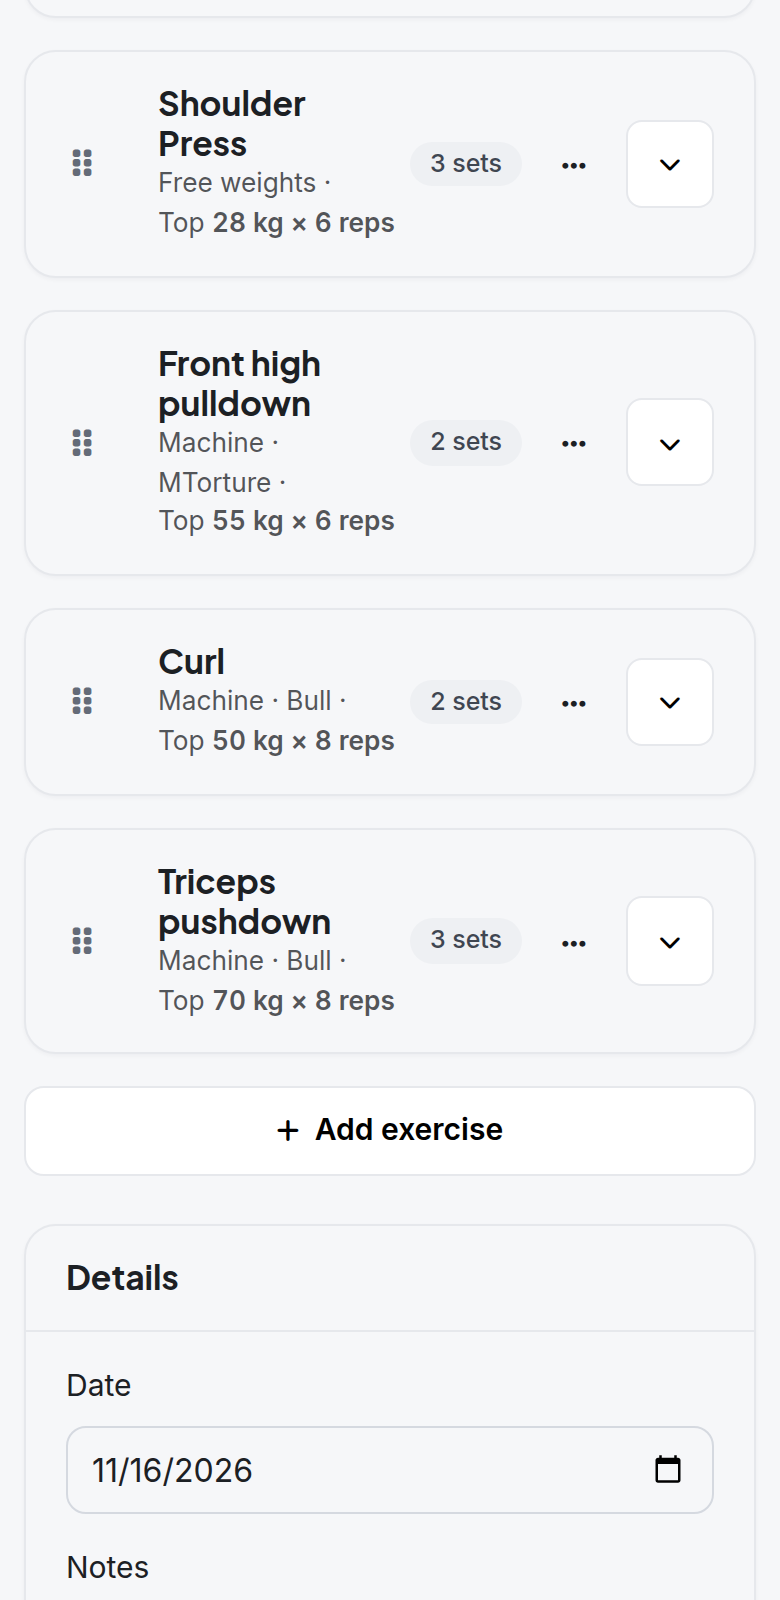 Shoulder
Press
Free weights ·
Top 28 kg × 6 reps
3 sets
Front high
pulldown
Machine ·
MTorture ·
Top 55 kg × 6 reps
2 sets
Curl
Machine · Bull ·
Top 50 kg × 8 reps
2 sets
Triceps
pushdown
Machine · Bull ·
Top 70 kg × 8 reps
3 sets
+ Add exercise
Details
Date
11/16/2026
Notes